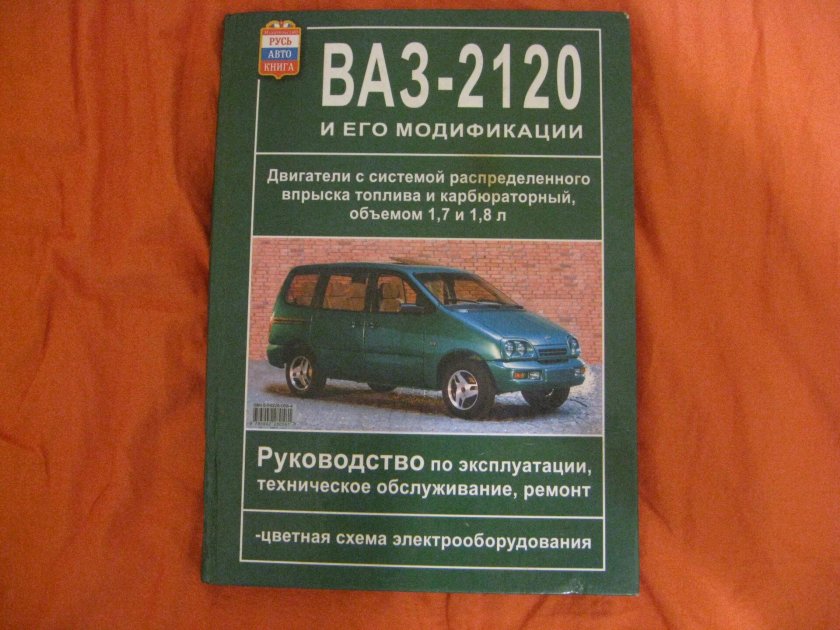 РУСЬ
АВТО
КНИГА
ВАЗ-2120
И ЕГО МОДИФИКАЦИИ
Двигатели с системой распределенного
впрыска топлива и карбюраторный,
объемом 1,7 и 1,8 л
Руководство по эксплуатации,
техническое обслуживание, ремонт
-цветная схема электрооборудования